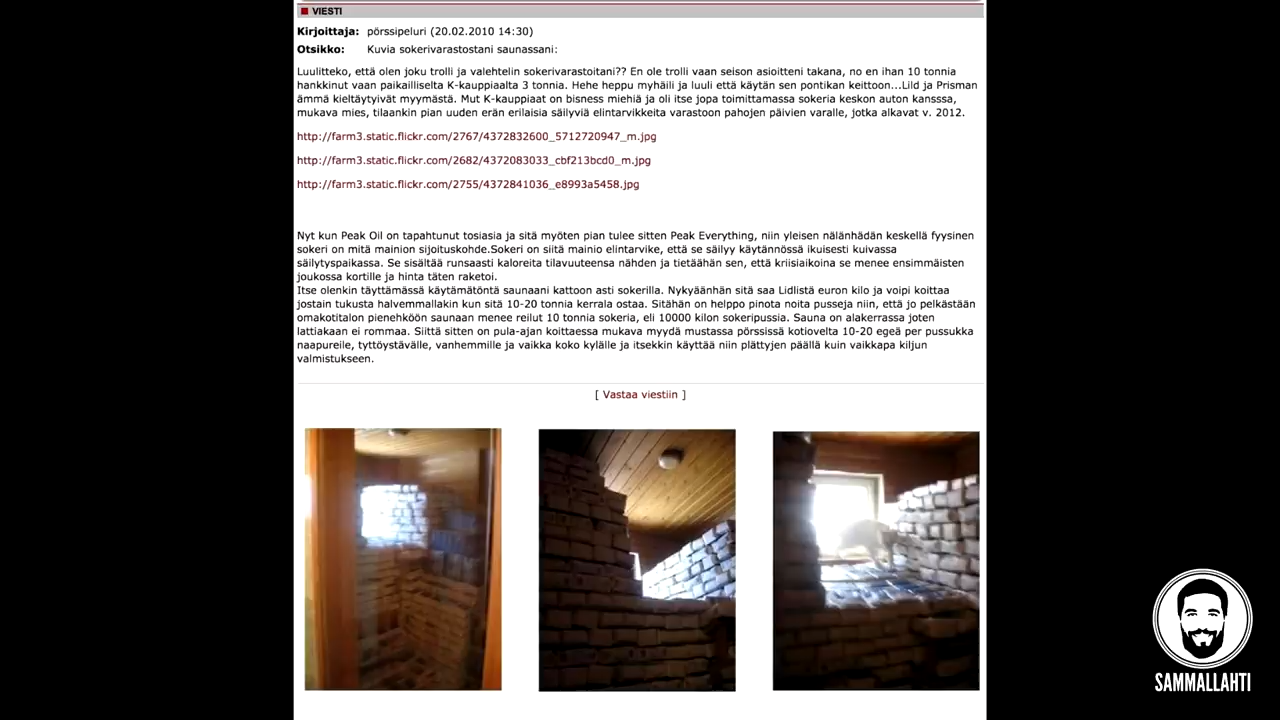 VIESTI
Kirjoittaja: pörssipeluri (20.02.2010 14:30)
Otsikko: Kuvia sokerivarastostani saunassani:
Luulitteko, että olen joku trolli ja valehtelin sokerivarastoitani?? En ole trolli vaan seison asioitteni takana, no en ihan 10 tonnia
hankkinut vaan paikailliselta K-kauppiaalta 3 tonnia. Hehe heppu myhäili ja luuli että käytän sen pontikan keittoon...Lild ja Prisman
ämmä kieltäytyivät myymästä. Mut K-kauppiaat on bisness miehiä ja oli itse jopa toimittamassa sokeria keskon auton kansssa,
mukava mies, tilaankin pian uuden erän erilaisia säilyviä elintarvikkeita varastoon pahojen päivien varalle, jotka alkavat v. 2012.
http://farm3.static.flickr.com/2767/4372832600_5712720947_m.jpg
http://farm3.static.flickr.com/2682/4372083033_cbf213bcd0_m.jpg
http://farm3.static.flickr.com/2755/4372841036_e8993a5458.jpg
Nyt kun Peak Oil on tapahtunut tosiasia ja sitä myöten pian tulee sitten Peak Everything, niin yleisen nälänhädän keskellä fyysinen
sokeri on mitä mainion sijoituskohde.Sokeri on siitä mainio elintarvike, että se säilyy käytännössä ikuisesti kuivassa
säilytyspaikassa. Se sisältää runsaasti kaloreita tilavuuteensa nähden ja tietäähän sen, että kriisiaikoina se menee ensimmäisten
joukossa kortille ja hinta täten raketoi.
Itse olenkin täyttämässä käytämätöntä saunaani kattoon asti sokerilla. Nykyäänhän sitä saa Lidlistä euron kilo ja voipi koittaa
jostain tukusta halvemmallakin kun sitä 10-20 tonnia kerrala ostaa. Sitähän on helppo pinota noita pusseja niin, että jo pelkästään
omakotitalon pienehköön saunaan menee reilut 10 tonnia sokeria, eli 10000 kilon sokeripussia. Sauna on alakerrassa joten
lattiakaan ei rommaa. Siittä sitten on pula-ajan koittaessa mukava myydä mustassa pörssissä kotiovelta 10-20 egeä per pussukka
naapureile, tyttöystävälle, vanhemmille ja vaikka koko kylälle ja itsekkin käyttää niin plättyjen päällä kuin vaikkapa kiljun
valmistukseen.
[ Vastaa viestiin ]
SAMMALLAHTI